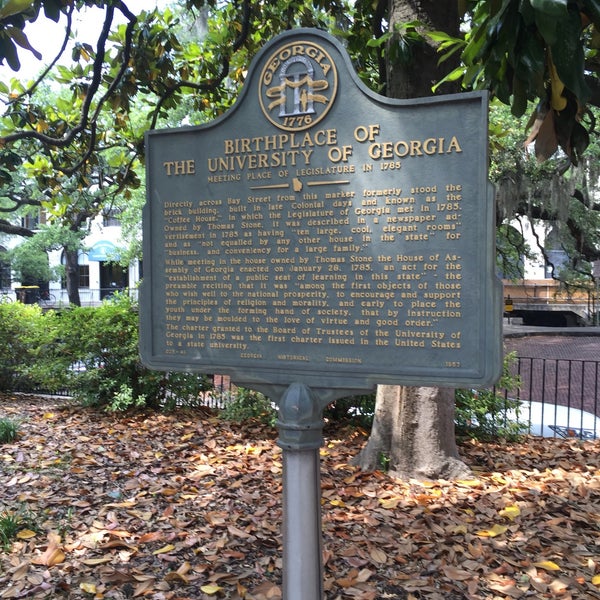 GEORGIA
1776
BIRTHPLACE OF
THE UNIVERSITY OF GEORGIA
MEETING PLACE OF LEGISLATURE IN 1785
Directly across Bay Street from this marker formerly stood the
brick building, built in Colonial days and known as the
"Coffee House," in which the Legislature of Georgia met in 1785.
Owned by Thomas Stone, it was described in a newspaper ad-
vertisement in 1785 as having "ten large, cool, elegant rooms"
and as "not equalled by any other house in the state" for
"business, and conveniency for a large family."
While meeting in the house owned by Thomas Stone the House of As-
sembly of Georgia enacted on January 28, 1785, an act for the
"establishment of a public seat of learning in this state" - the
preamble reciting that it was "among the first objects of those
who wish well to the national prosperity, to encourage and support
the principles of religion and morality, and early to place the
youth under the forming hand of society, that by instruction
they may be moulded to the love of virtue and good order."
The charter granted to the Board of Trustees of the University of
Georgia in 1785 was the first charter issued in the United States
to a state university.
GEORGIA HISTORICAL COMMISSION